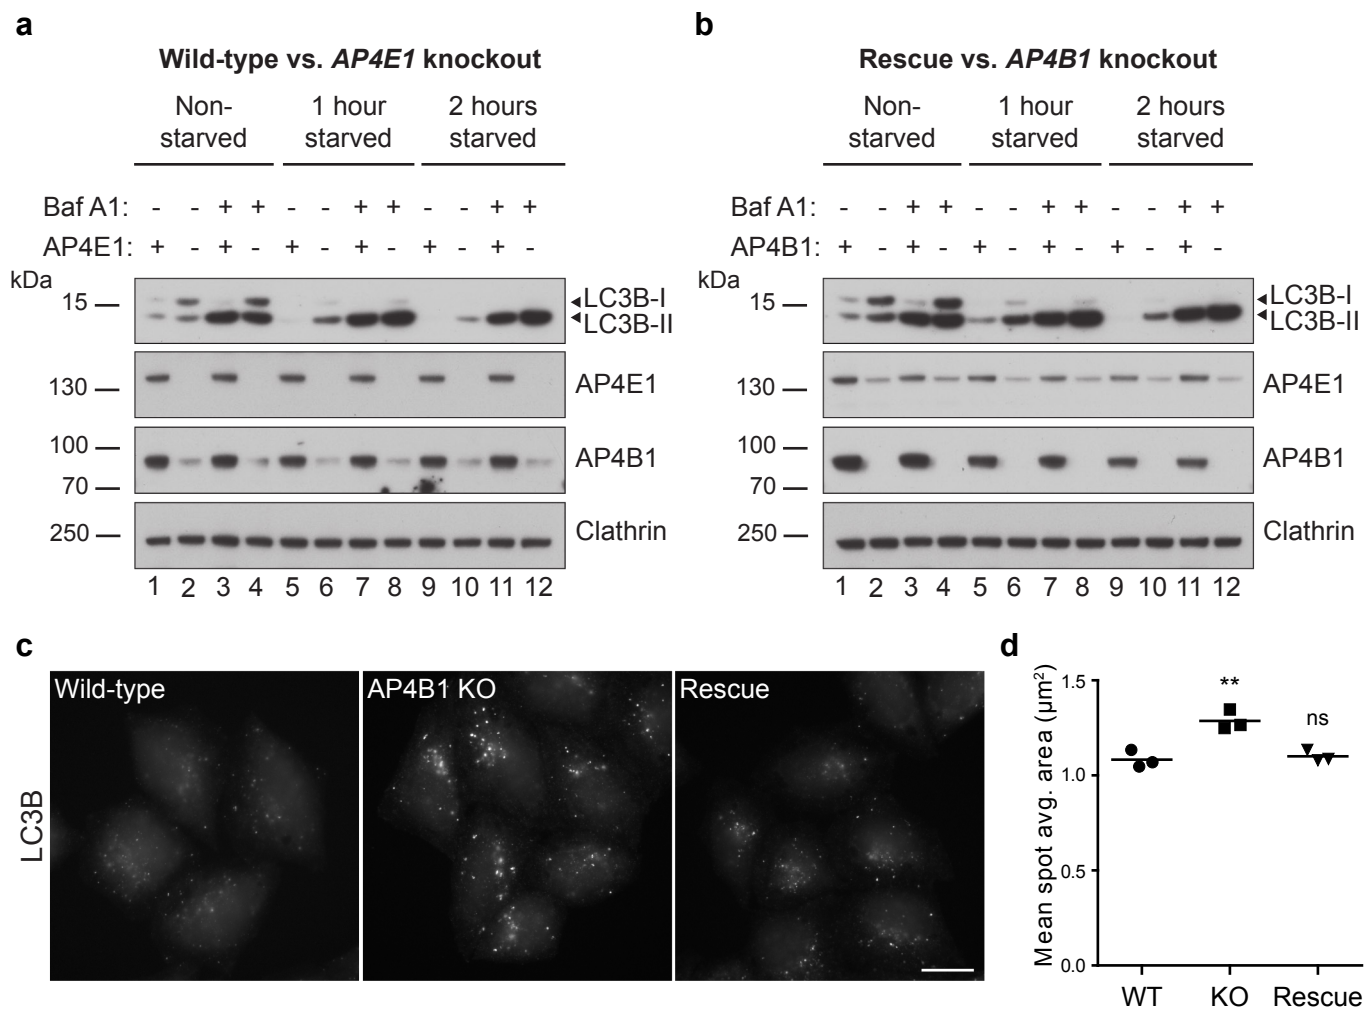 a
Wild-type vs. AP4E1 knockout
Non-
starved
1 hour
starved
2 hours
starved
Baf A1: - - + + - - + + - - + +
AP4E1: + - + - + - + - + - + -
kDa
15
LC3B-I
LC3B-II
130
AP4E1
100
AP4B1
70
250
Clathrin
1 2 3 4 5 6 7 8 9 10 11 12
b
Rescue vs. AP4B1 knockout
Non-
starved
1 hour
starved
2 hours
starved
Baf A1: - - + + - - + + - - + +
AP4B1: + - + - + - + - + - + -
kDa
15
LC3B-I
LC3B-II
130
AP4E1
100
AP4B1
70
250
Clathrin
1 2 3 4 5 6 7 8 9 10 11 12
c
LC3B
Wild-type
AP4B1 KO
Rescue
d
Mean spot avg. area (µm²)
1.5
1.0
0.5
0.0
**
ns
WT KO Rescue